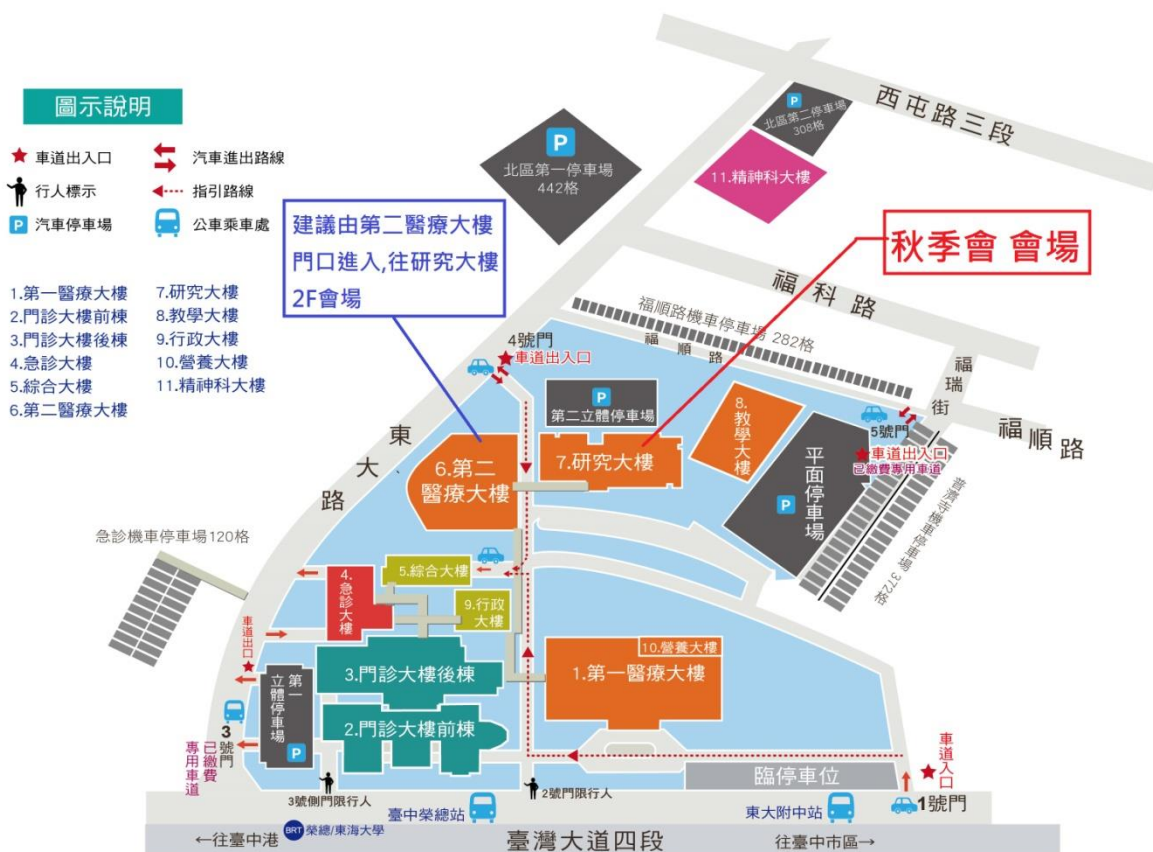 圖示說明
車道出入口
汽車進出路線
行人標示
指引路線
P
汽車停車場
公車乘車處
1.第一醫療大樓
7.研究大樓
2.門診大樓前棟
8.教學大樓
3.門診大樓後棟
9.行政大樓
4.急診大樓
10.營養大樓
5.綜合大樓
11.精神科大樓
6.第二醫療大樓
西屯路三段
P
北區第二停車場
308格
11.精神科大樓
P
北區第一停車場
442格
建議由第二醫療大樓
門口進入,往研究大樓
2F會場
秋季會 會場
福科路
福順路機車停車場 282格
福順路
福瑞街
福順路
4號門
車道出入口
P
第二立體停車場
8.教學大樓
5號門
車道出入口
已繳費專用車道
7.研究大樓
6.第二
醫療大樓
平面停車場
P
普濟寺機車停車場 372格
東大路
急診機車停車場120格
5.綜合大樓
4.急診大樓
9.行政
大樓
車道出口
10.營養大樓
1.第一醫療大樓
3.門診大樓後棟
2.門診大樓前棟
第一
立體停車場
P
3號門
已繳費
專用車道
車道入口
臨停車位
1號門
3號側門限行人
2號門限行人
臺中榮總站
東大附中站
←往臺中港
BRT
榮總/東海大學
臺灣大道四段
往臺中市區→